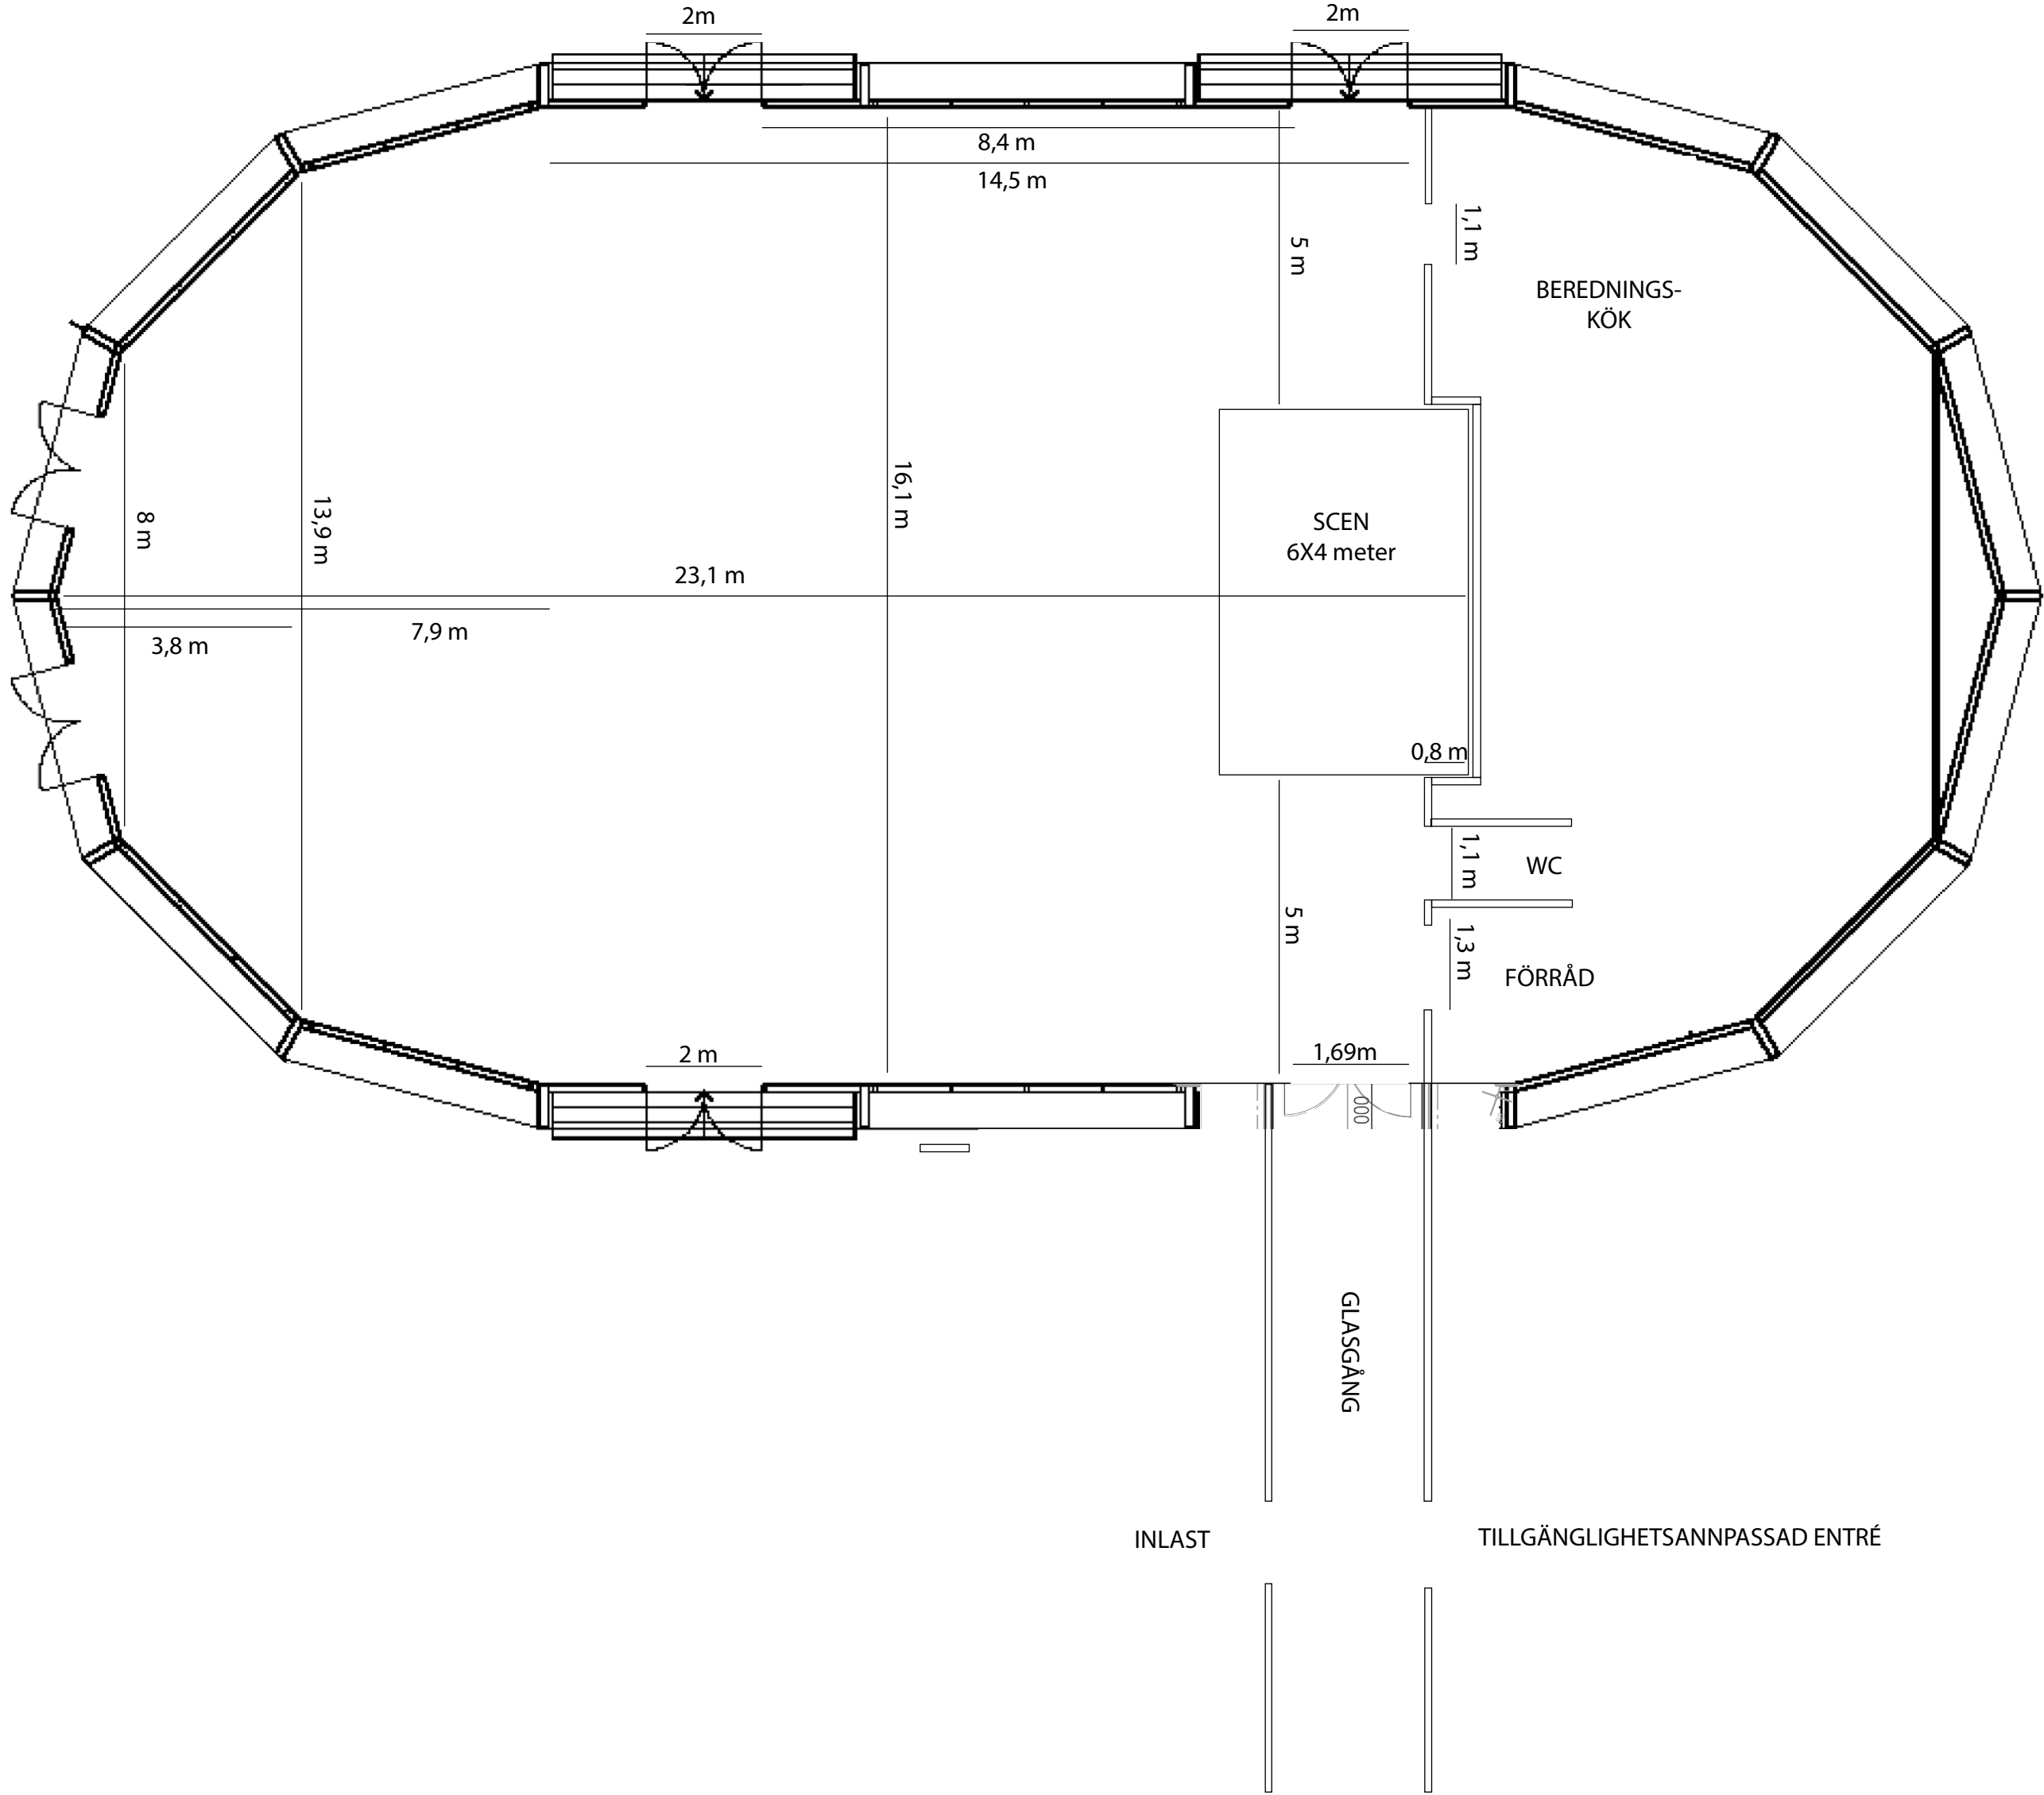 2m
2m
8,4 m
14,5 m
1,1 m
5 m
BEREDNINGS-
KÖK
16,1 m
13,9 m
8 m
SCEN
6X4 meter
23,1 m
7,9 m
3,8 m
0,8 m
1,1 m
WC
5 m
1,3 m
FÖRRÅD
2 m
1,69m
000
GLASGÅNG
INLAST
TILLGÄNGLIGHETSANNPASSAD ENTRÉ